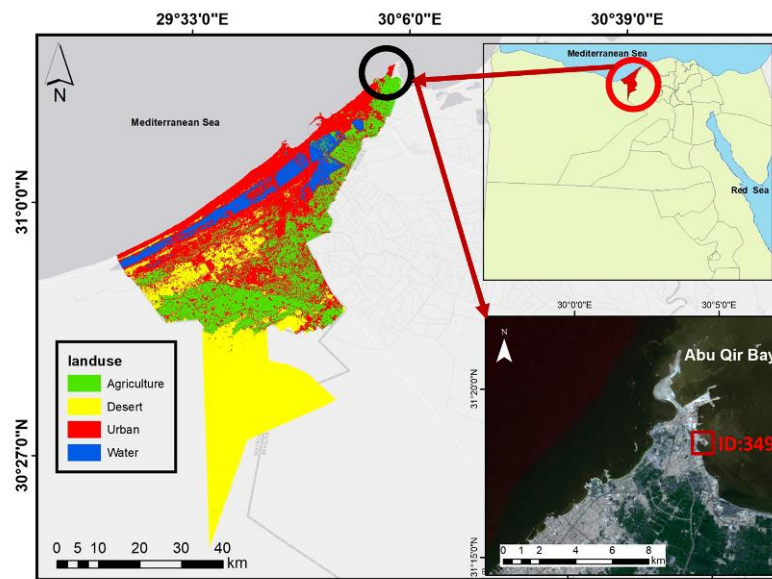 29°33'0"E
30°6'0"E
30°39'0"E
N
Mediterranean Sea
Mediterranean Sea
Red Sea
31°0'0"N
30°27'0"N
landuse
Agriculture
Desert
Urban
Water
0 5 10 20 30 40
km
30°0'0"E
30°5'0"E
N
Abu Qir Bay
31°20'0"N
ID:349
0 1 2 4 6 8
km
31°15'0"N